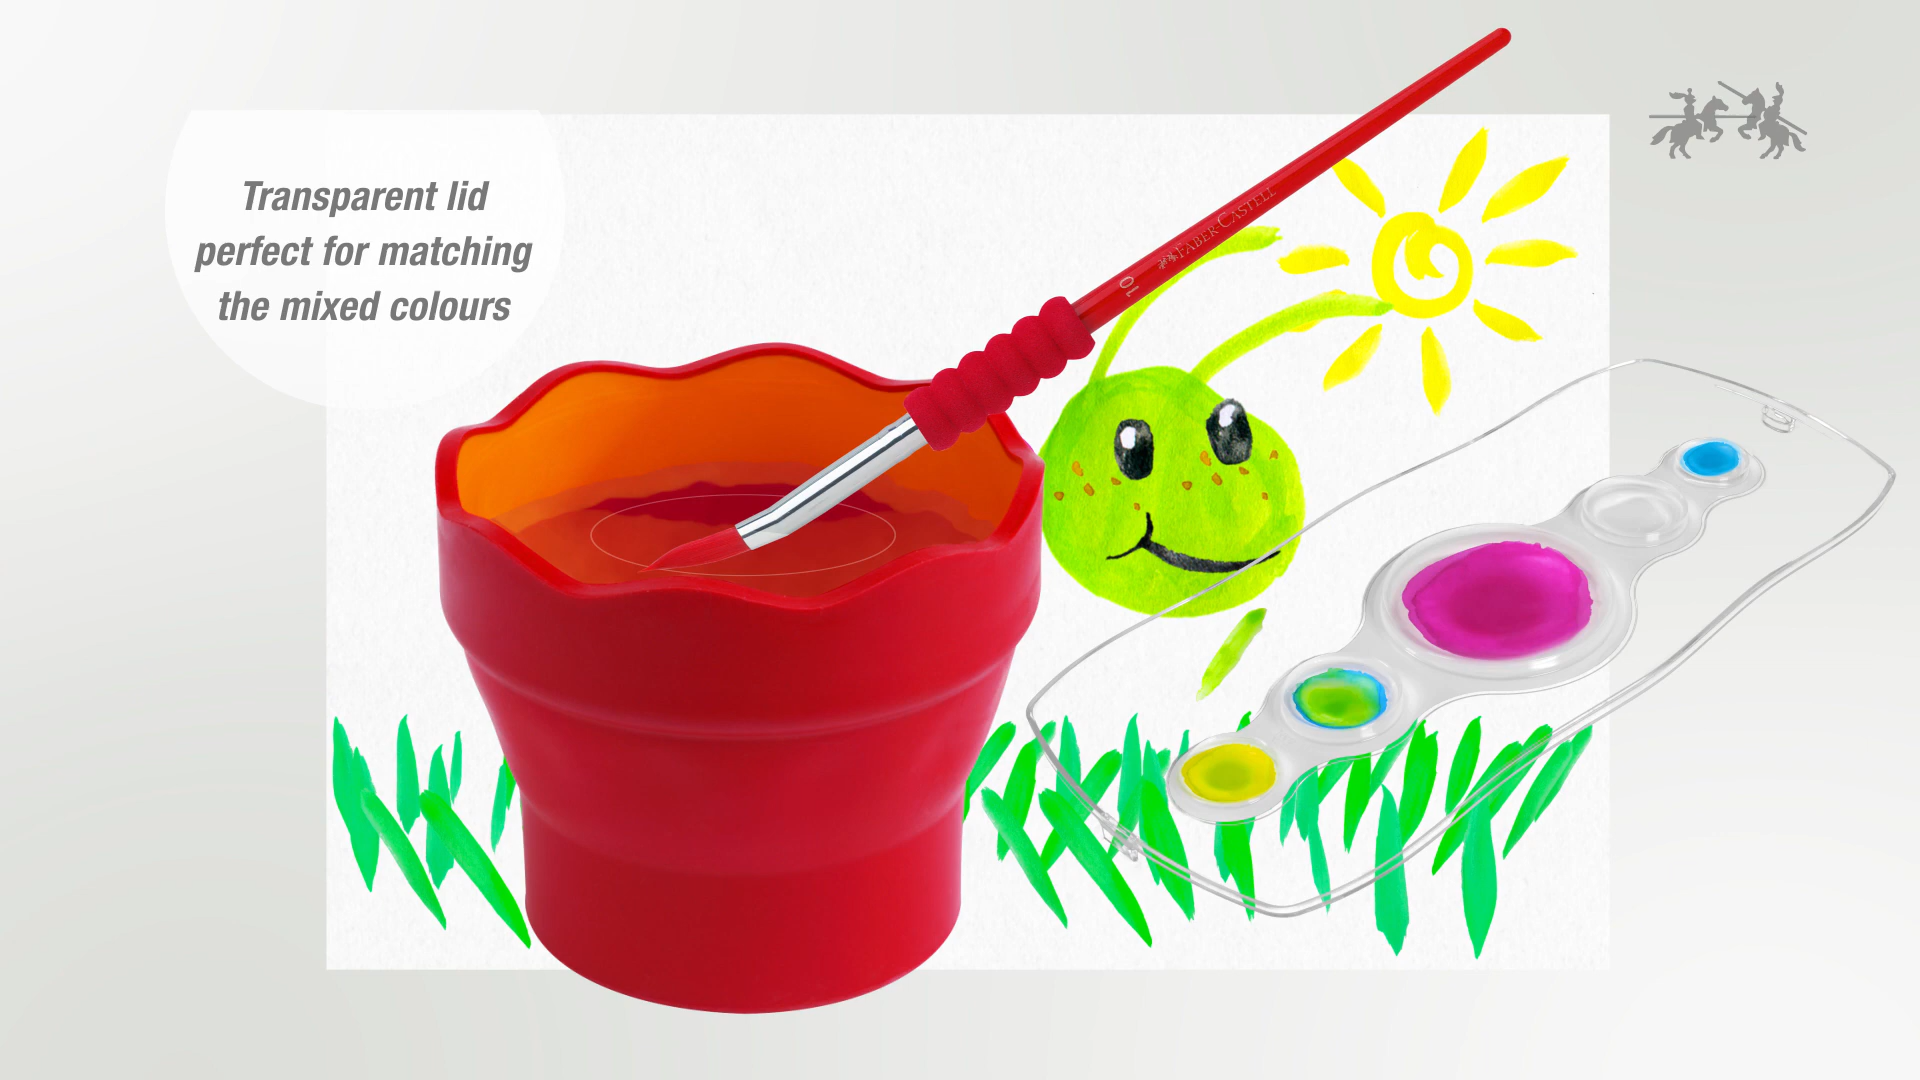 Transparent lid
perfect for matching
the mixed colours
FABER-CASTELL
10